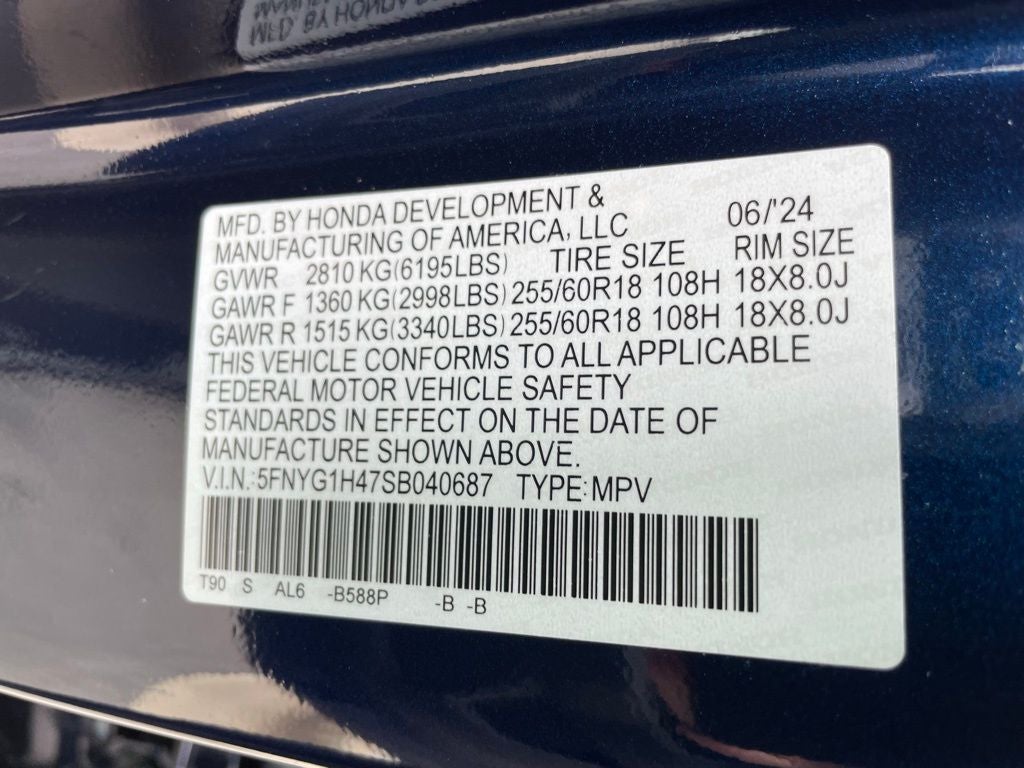 MFD. BY HONDA DEVELOPMENT &
MANUFACTURING OF AMERICA, LLC 06/'24
GVWR 2810 KG(6195LBS) TIRE SIZE RIM SIZE
GAWR F 1360 KG(2998LBS) 255/60R18 108H 18X8.0J
GAWR R 1515 KG(3340LBS) 255/60R18 108H 18X8.0J
THIS VEHICLE CONFORMS TO ALL APPLICABLE
FEDERAL MOTOR VEHICLE SAFETY
STANDARDS IN EFFECT ON THE DATE OF
MANUFACTURE SHOWN ABOVE.
V.I.N.:5FNYG1H47SB040687 TYPE:MPV
T90 S AL6 -B588P -B -B